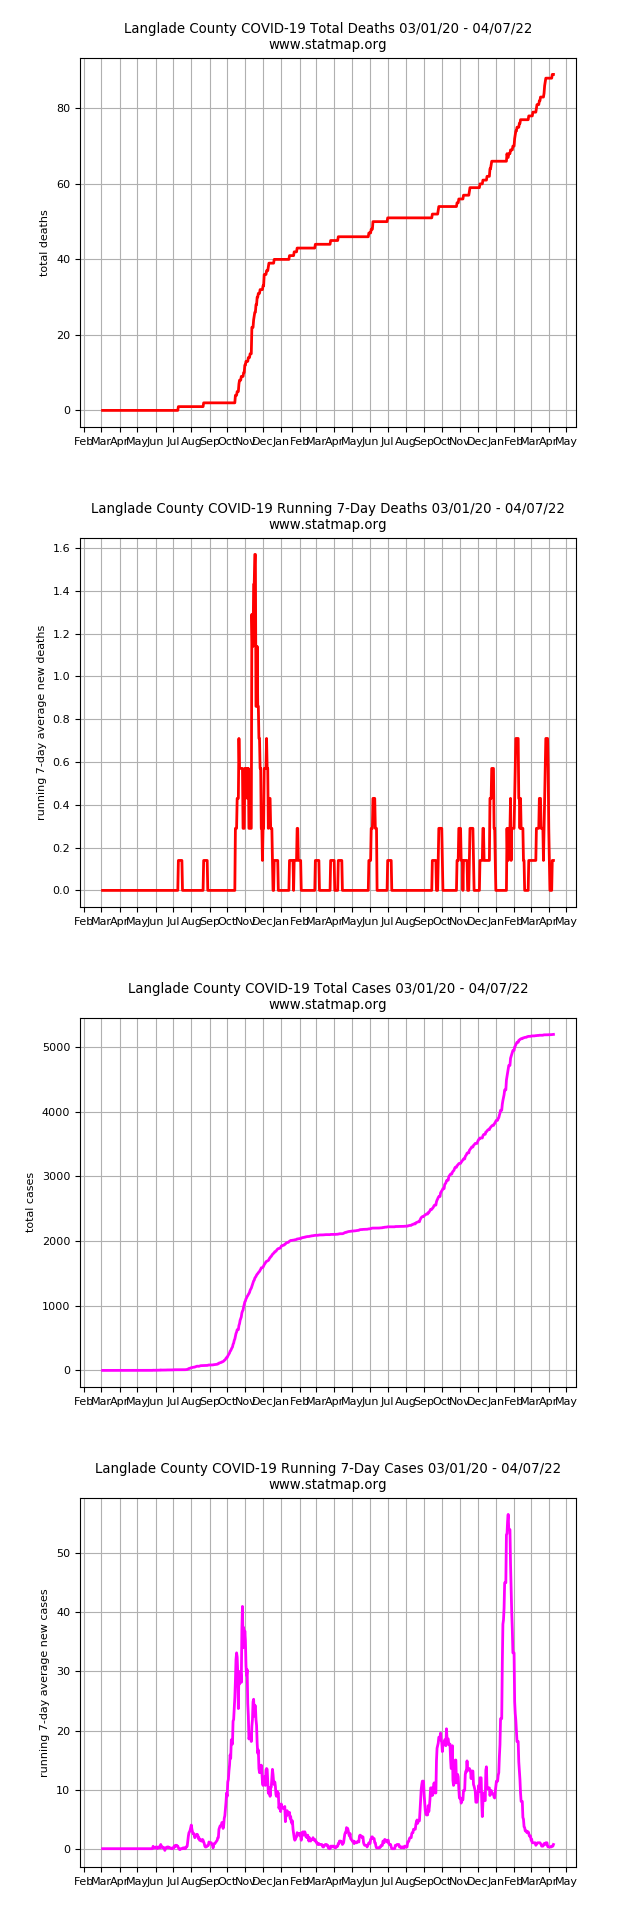 Langlade County COVID-19 Total Deaths 03/01/20 - 04/07/22
www.statmap.org
80
60
40
20
0
total deaths
Feb Mar Apr May Jun Jul Aug Sep Oct Nov Dec Jan Feb Mar Apr May Jun Jul Aug Sep Oct Nov Dec Jan Feb Mar Apr May
Langlade County COVID-19 Running 7-Day Deaths 03/01/20 - 04/07/22
www.statmap.org
1.6
1.4
1.2
1.0
0.8
0.6
0.4
0.2
0.0
running 7-day average new deaths
Feb Mar Apr May Jun Jul Aug Sep Oct Nov Dec Jan Feb Mar Apr May Jun Jul Aug Sep Oct Nov Dec Jan Feb Mar Apr May
Langlade County COVID-19 Total Cases 03/01/20 - 04/07/22
www.statmap.org
5000
4000
3000
2000
1000
0
total cases
Feb Mar Apr May Jun Jul Aug Sep Oct Nov Dec Jan Feb Mar Apr May Jun Jul Aug Sep Oct Nov Dec Jan Feb Mar Apr May
Langlade County COVID-19 Running 7-Day Cases 03/01/20 - 04/07/22
www.statmap.org
50
40
30
20
10
0
running 7-day average new cases
Feb Mar Apr May Jun Jul Aug Sep Oct Nov Dec Jan Feb Mar Apr May Jun Jul Aug Sep Oct Nov Dec Jan Feb Mar Apr May